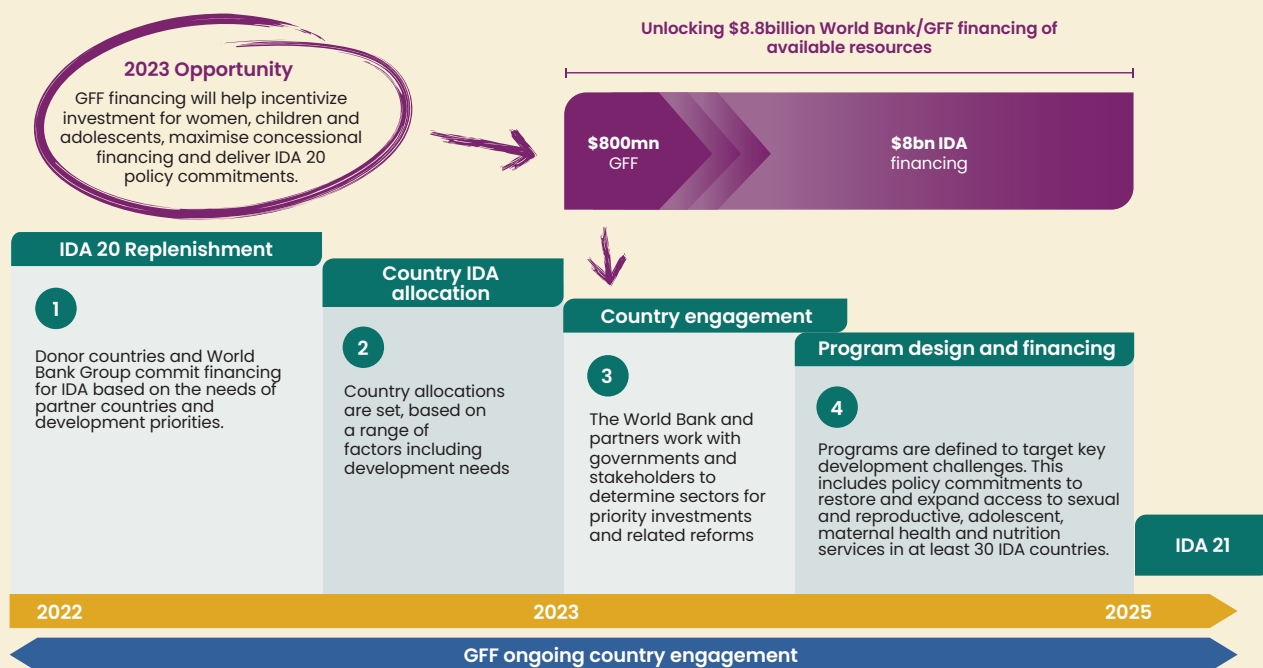 2023 Opportunity
GFF financing will help incentivize
investment for women, children and
adolescents, maximise concessional
financing and deliver IDA 20
policy commitments.
Unlocking $8.8billion World Bank/GFF financing of
available resources
$800mn
GFF
$8bn IDA
financing
IDA 20 Replenishment
1
Donor countries and World
Bank Group commit financing
for IDA based on the needs of
partner countries and
development priorities.
Country IDA
allocation
2
Country allocations
are set, based on
a range of
factors including
development needs
Country engagement
3
The World Bank and
partners work with
governments and
stakeholders to
determine sectors for
priority investments
and related reforms
Program design and financing
4
Programs are defined to target key
development challenges. This
includes policy commitments to
restore and expand access to sexual
and reproductive, adolescent,
maternal health and nutrition
services in at least 30 IDA countries.
IDA 21
2022
2023
2025
GFF ongoing country engagement